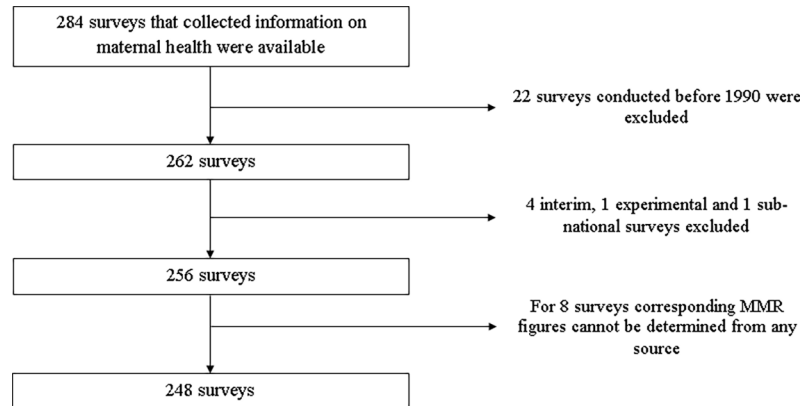 284 surveys that collected information on
maternal health were available
22 surveys conducted before 1990 were
excluded
262 surveys
4 interim, 1 experimental and 1 sub-
national surveys excluded
256 surveys
For 8 surveys corresponding MMR
figures cannot be determined from any
source
248 surveys